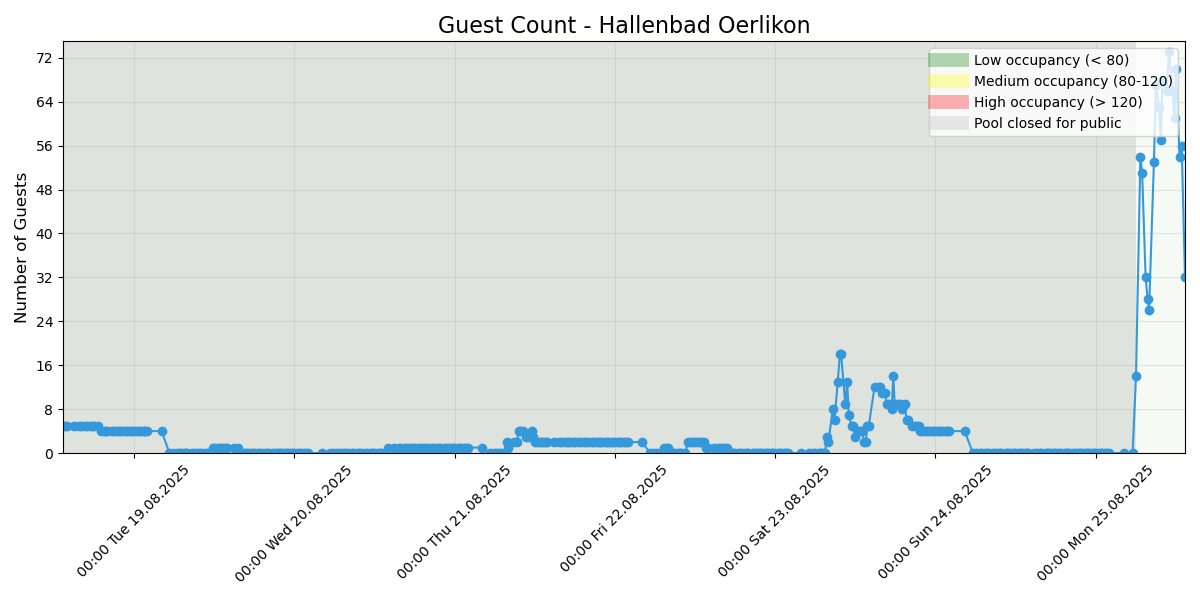 Guest Count - Hallenbad Oerlikon
Number of Guests
72
64
56
48
40
32
24
16
8
0
Low occupancy (< 80)
Medium occupancy (80-120)
High occupancy (> 120)
Pool closed for public
00:00 Tue 19.08.2025
00:00 Wed 20.08.2025
00:00 Thu 21.08.2025
00:00 Fri 22.08.2025
00:00 Sat 23.08.2025
00:00 Sun 24.08.2025
00:00 Mon 25.08.2025